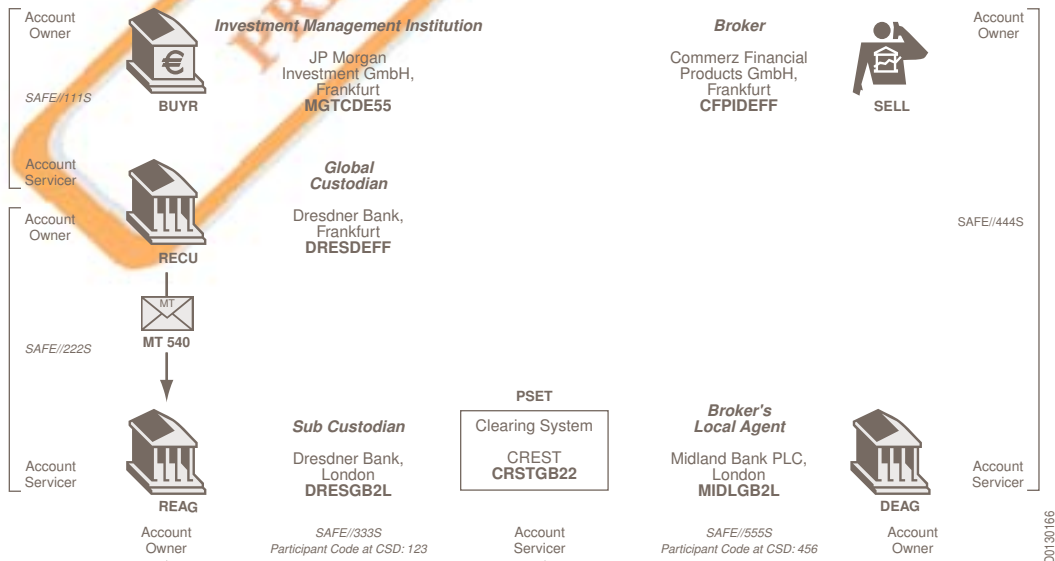 Account
Owner
SAFE//111S
Account
Servicer
BUYR
Investment Management Institution
JP Morgan
Investment GmbH,
Frankfurt
MGTCDE55
Broker
Commerz Financial
Products GmbH,
Frankfurt
CFPIDEFF
SELL
Account
Owner
SAFE//444S
Account
Servicer
Account
Owner
SAFE//222S
Account
Servicer
RECU
Global
Custodian
Dresdner Bank,
Frankfurt
DRESDEFF
MT
MT 540
REAG
Sub Custodian
Dresdner Bank,
London
DRESGB2L
PSET
Clearing System
CREST
CRSTGB22
Broker's
Local Agent
Midland Bank PLC,
London
MIDLGB2L
DEAG
Account
Owner
SAFE//333S
Participant Code at CSD: 123
Account
Servicer
SAFE//555S
Participant Code at CSD: 456
Account
Owner
00130166